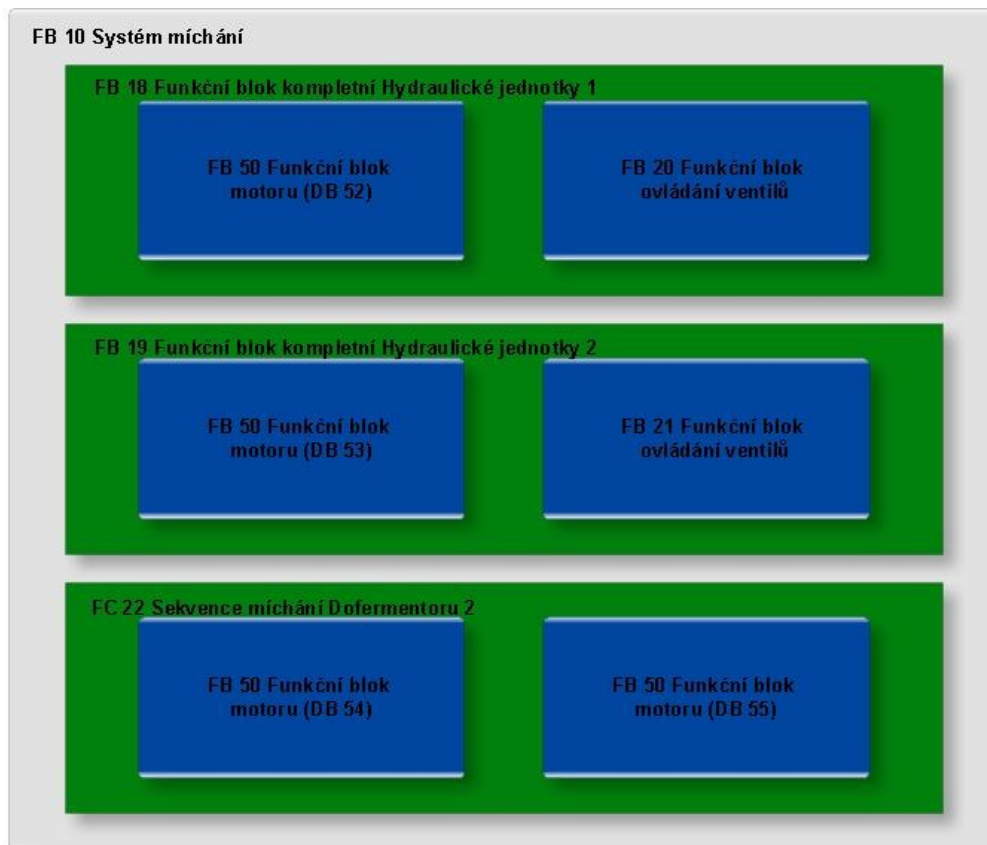 FB 10 Systém míchání
FB 18 Funkční blok kompletní Hydraulické jednotky 1
FB 50 Funkční blok
motoru (DB 52)
FB 20 Funkční blok
ovládání ventilů
FB 19 Funkční blok kompletní Hydraulické jednotky 2
FB 50 Funkční blok
motoru (DB 53)
FB 21 Funkční blok
ovládání ventilů
FC 22 Sekvence míchání Dofermentoru 2
FB 50 Funkční blok
motoru (DB 54)
FB 50 Funkční blok
motoru (DB 55)